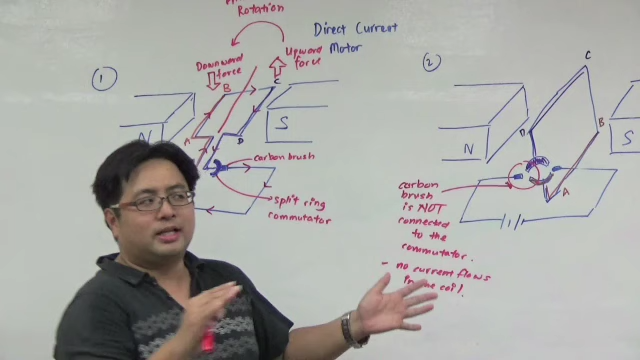 Rotation
Direct Current
Motor
Downward
force
Upward
force
1
B
C
N
S
A
D
carbon brush
split ring
commutator
2
C
D
B
N
S
A
carbon
brush
is NOT
connected
to the
commutator.
- no current flows
in the coil!